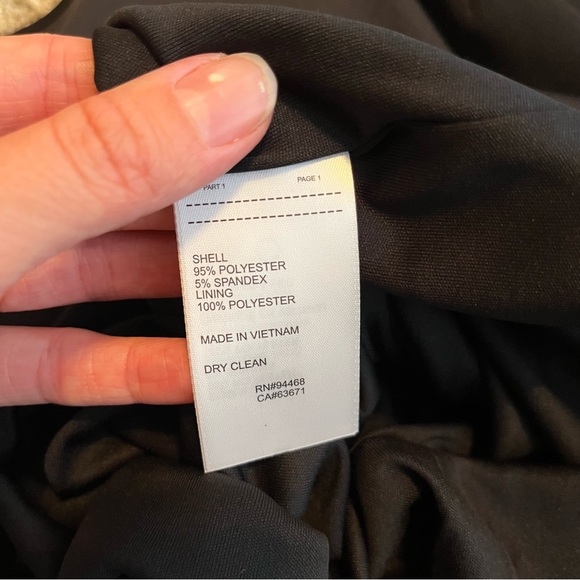 PART 1 PAGE 1
SHELL
95% POLYESTER
5% SPANDEX
LINING
100% POLYESTER
MADE IN VIETNAM
DRY CLEAN
RN#94468
CA#63671